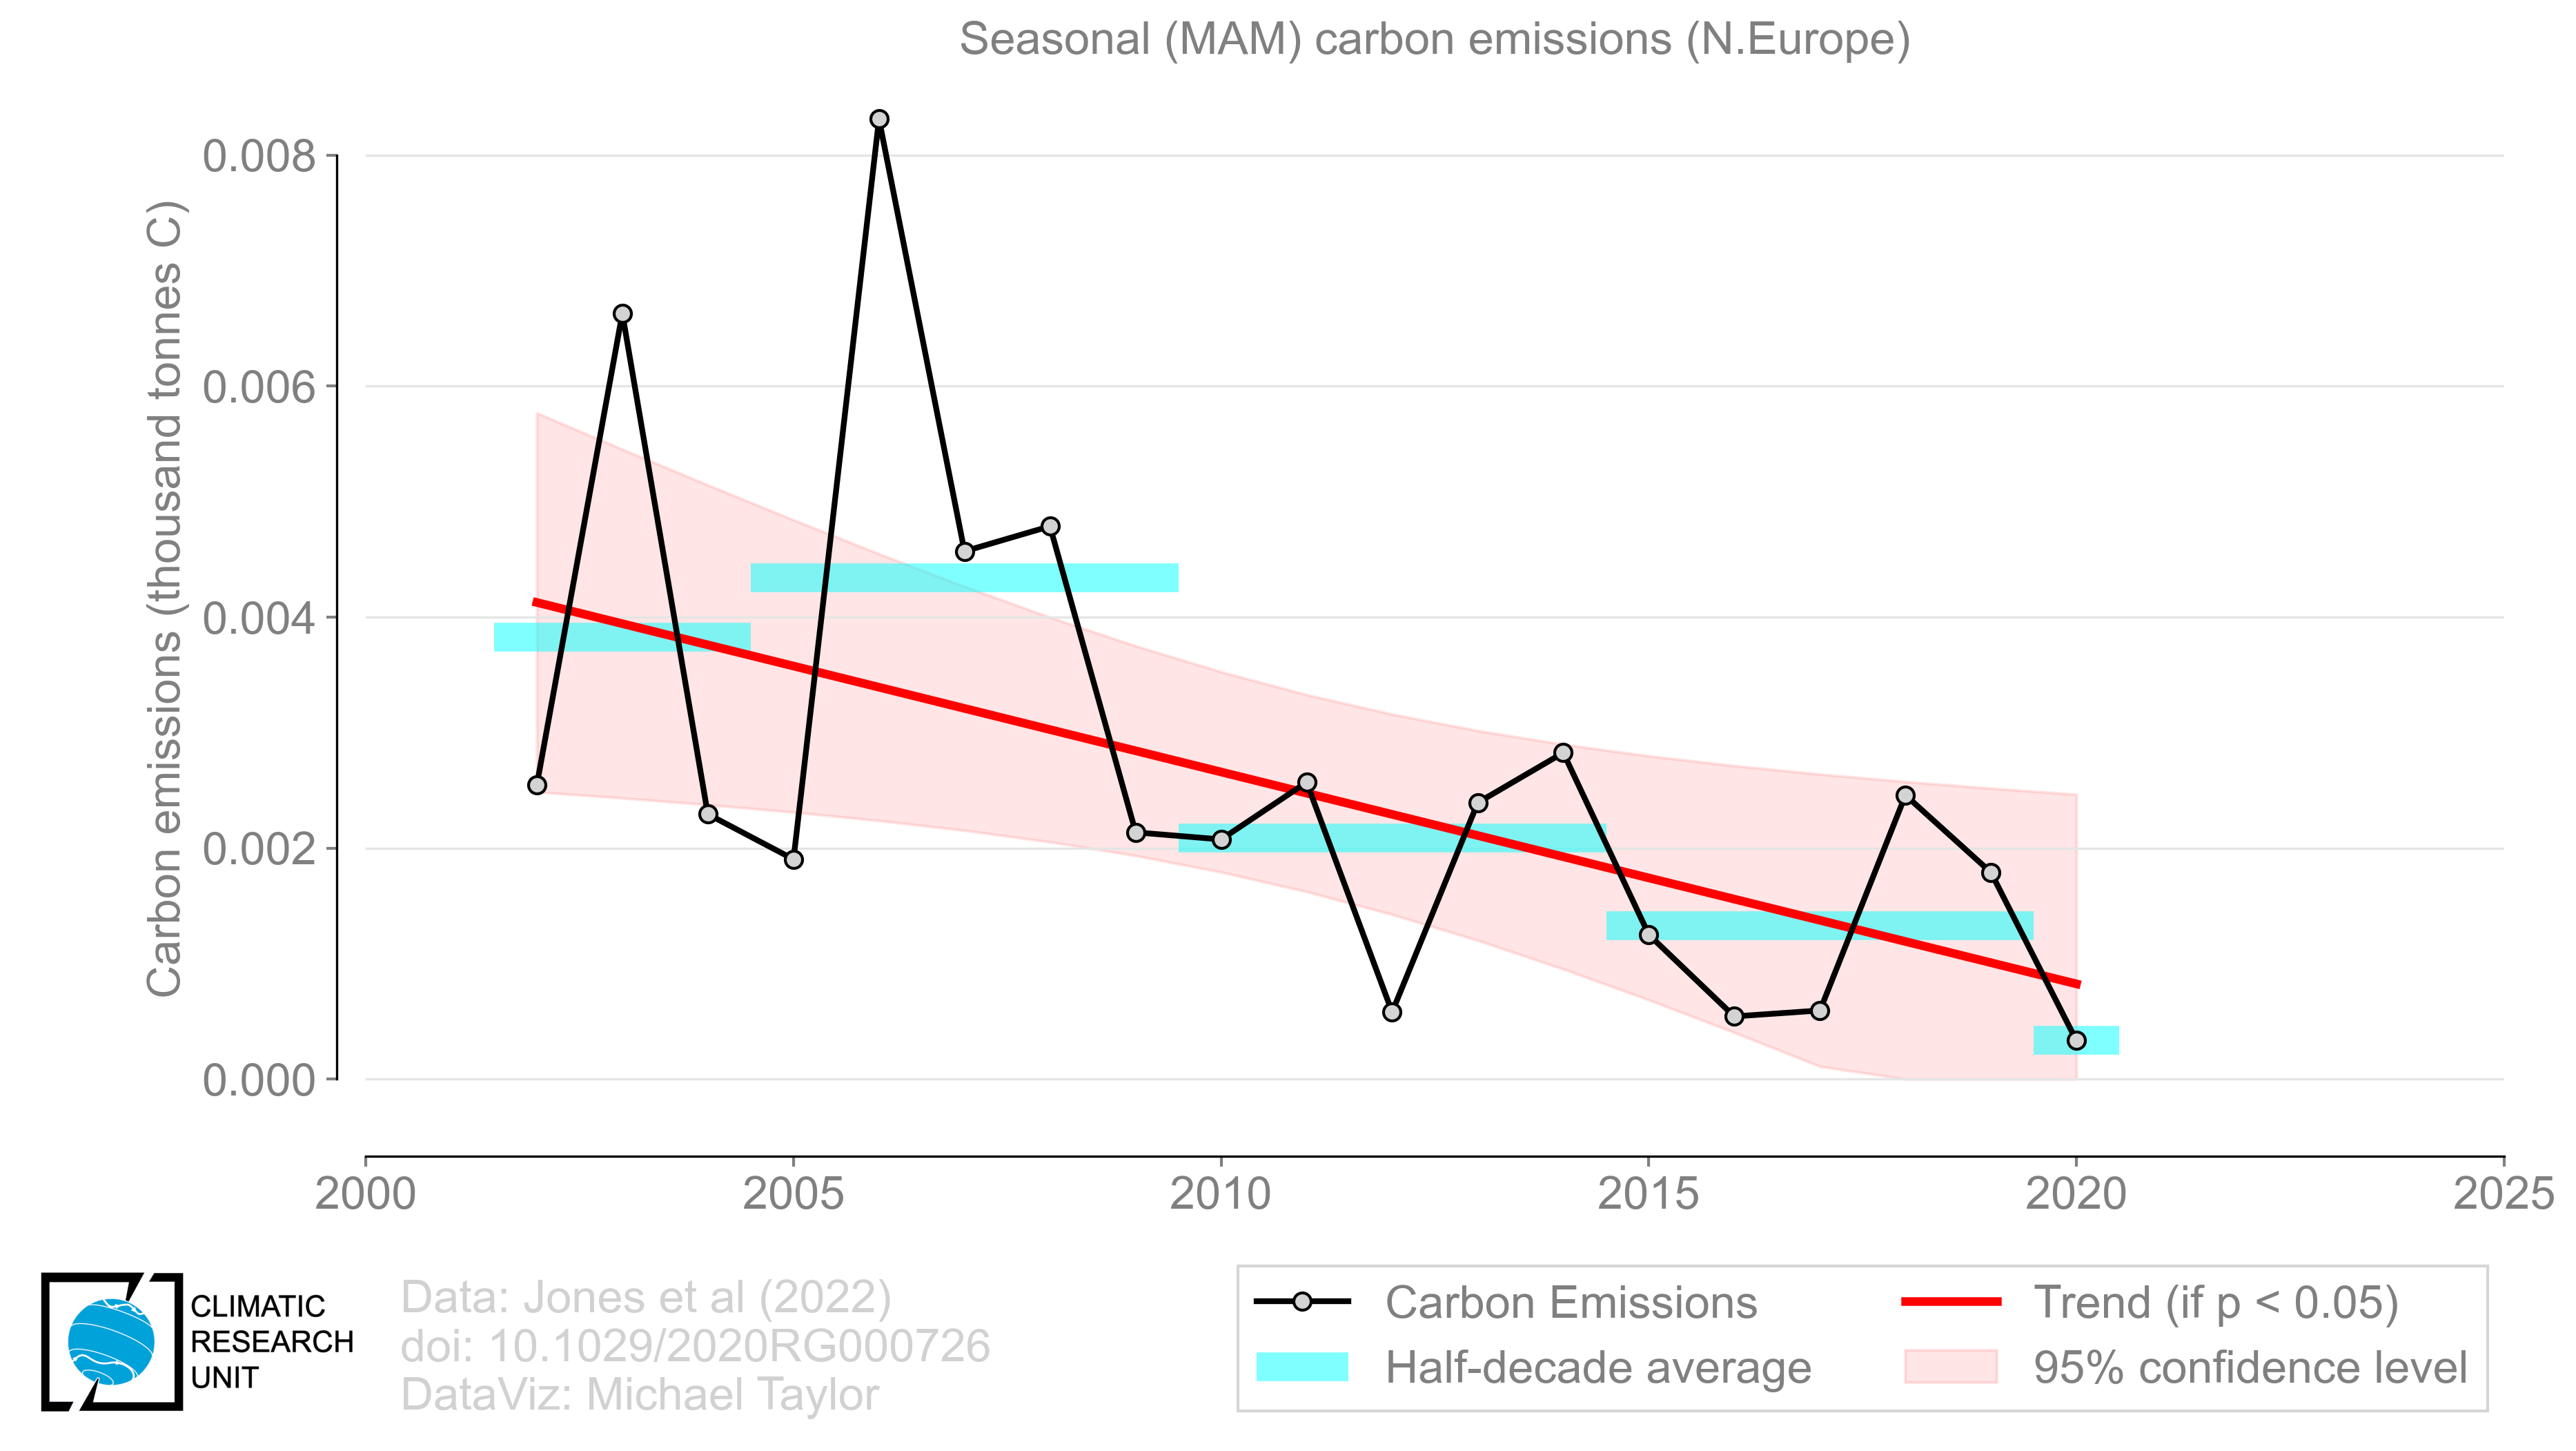 Seasonal (MAM) carbon emissions (N.Europe)
Carbon emissions (thousand tonnes C)
0.008
0.006
0.004
0.002
0.000
2000 2005 2010 2015 2020 2025
CLIMATIC
RESEARCH
UNIT
Data: Jones et al (2022)
doi: 10.1029/2020RG000726
DataViz: Michael Taylor
Carbon Emissions
Half-decade average
Trend (if p < 0.05)
95% confidence level